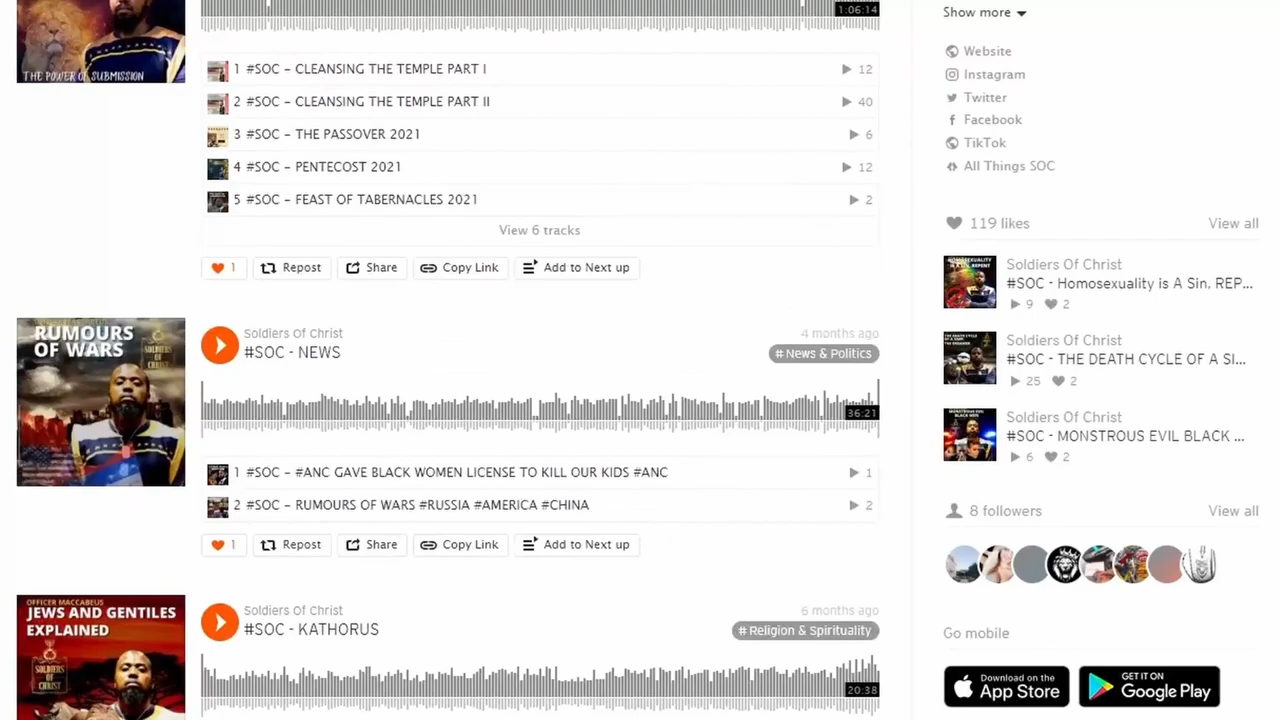 THE POWER OF SUBMISSION
1:06:14
1 #SOC – CLEANSING THE TEMPLE PART I
12
2 #SOC – CLEANSING THE TEMPLE PART II
40
3 #SOC – THE PASSOVER 2021
6
4 #SOC – PENTECOST 2021
12
5 #SOC – FEAST OF TABERNACLES 2021
2
View 6 tracks
1
Repost
Share
Copy Link
Add to Next up
RUMOURS
OF WARS
SOLDIERS
OF CHRIST
Soldiers Of Christ
4 months ago
#SOC - NEWS
# News & Politics
36:21
1 #SOC – #ANC GAVE BLACK WOMEN LICENSE TO KILL OUR KIDS #ANC
1
2 #SOC – RUMOURS OF WARS #RUSSIA #AMERICA #CHINA
2
1
Repost
Share
Copy Link
Add to Next up
OFFICER MACCABEUS
JEWS AND GENTILES
EXPLAINED
SOLDIERS
OF CHRIST
Soldiers Of Christ
6 months ago
#SOC - KATHORUS
# Religion & Spirituality
20:38
Show more
Website
Instagram
Twitter
Facebook
TikTok
All Things SOC
119 likes
View all
Soldiers Of Christ
#SOC - Homosexuality is A Sin, REP...
9
2
Soldiers Of Christ
#SOC - THE DEATH CYCLE OF A SI...
25
2
Soldiers Of Christ
#SOC - MONSTROUS EVIL BLACK ...
6
2
8 followers
View all
Go mobile
Download on the
App Store
GET IT ON
Google Play